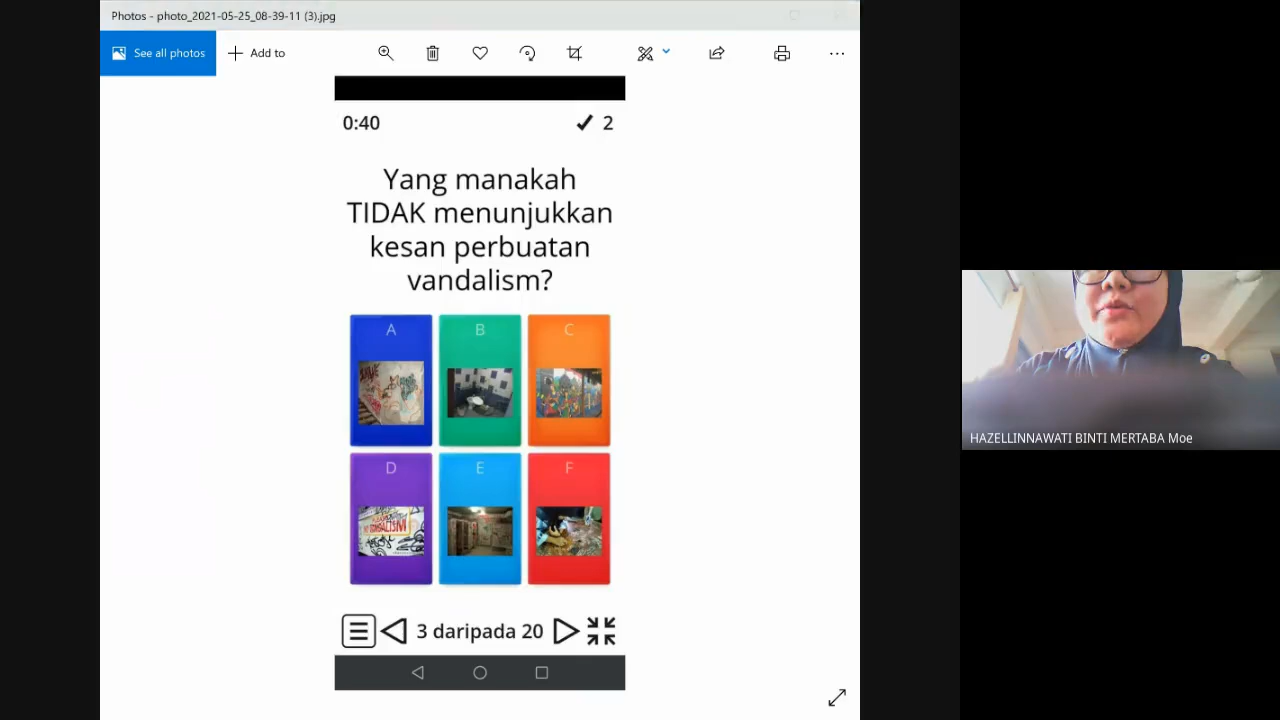 Photos - photo_2021-05-25_08-39-11 (3).jpg
See all photos
Add to
0:40
2
Yang manakah
TIDAK menunjukkan
kesan perbuatan
vandalism?
A
B
C
D
E
F
3 daripada 20
HAZELLINNAWATI BINTI MERTABA Moe